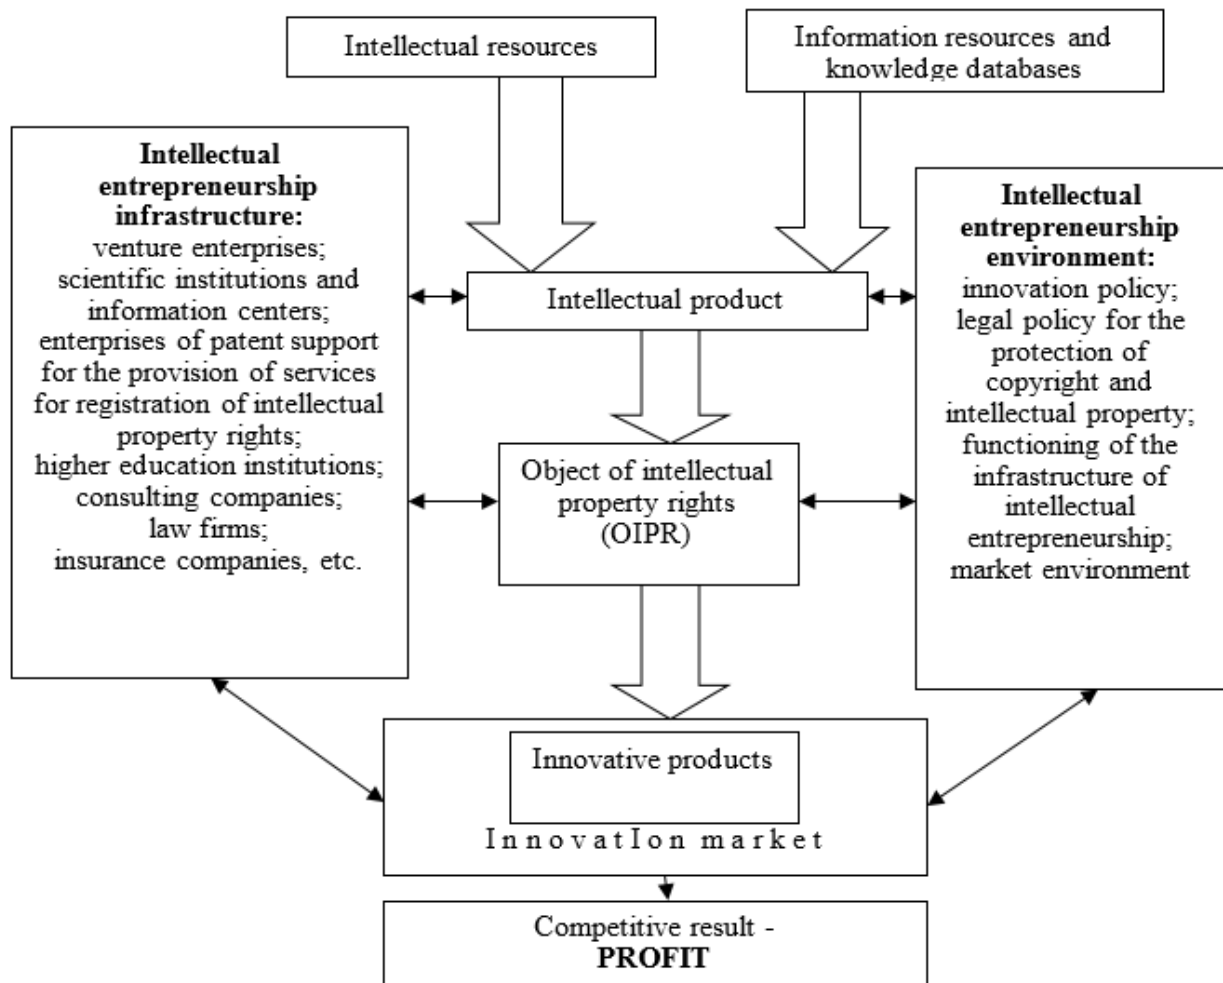 Intellectual resources
Information resources and
knowledge databases
Intellectual
entrepreneurship
infrastructure:
venture enterprises;
scientific institutions and
information centers;
enterprises of patent support
for the provision of services
for registration of intellectual
property rights;
higher education institutions;
consulting companies;
law firms;
insurance companies, etc.
Intellectual
entrepreneurship
environment:
innovation policy;
legal policy for the
protection of
copyright and
intellectual property;
functioning of the
infrastructure of
intellectual
entrepreneurship;
market environment
Intellectual product
Object of intellectual
property rights
(OIPR)
Innovative products
InnovatIon market
Competitive result -
PROFIT